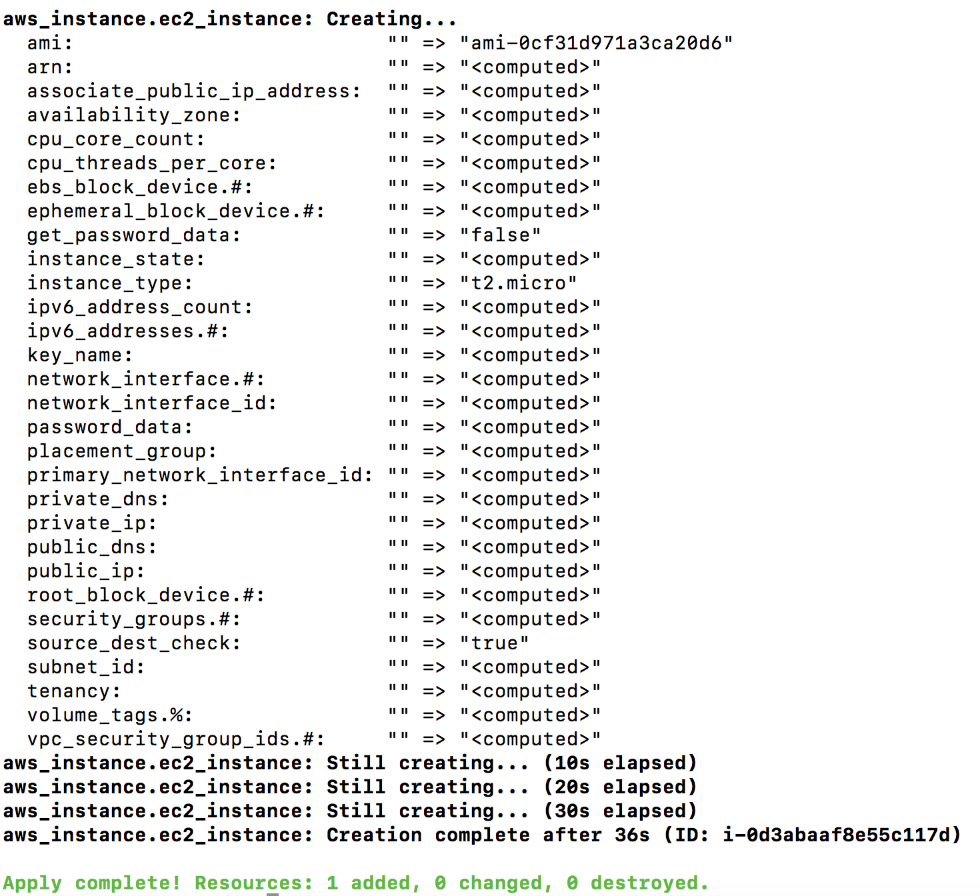 aws_instance.ec2_instance: Creating...
  ami:                          "" => "ami-0cf31d971a3ca20d6"
  arn:                          "" => "<computed>"
  associate_public_ip_address:  "" => "<computed>"
  availability_zone:            "" => "<computed>"
  cpu_core_count:               "" => "<computed>"
  cpu_threads_per_core:         "" => "<computed>"
  ebs_block_device.#:           "" => "<computed>"
  ephemeral_block_device.#:     "" => "<computed>"
  get_password_data:            "" => "false"
  instance_state:               "" => "<computed>"
  instance_type:                "" => "t2.micro"
  ipv6_address_count:           "" => "<computed>"
  ipv6_addresses.#:             "" => "<computed>"
  key_name:                     "" => "<computed>"
  network_interface.#:          "" => "<computed>"
  network_interface_id:         "" => "<computed>"
  password_data:                "" => "<computed>"
  placement_group:              "" => "<computed>"
  primary_network_interface_id: "" => "<computed>"
  private_dns:                  "" => "<computed>"
  private_ip:                   "" => "<computed>"
  public_dns:                   "" => "<computed>"
  public_ip:                    "" => "<computed>"
  root_block_device.#:          "" => "<computed>"
  security_groups.#:            "" => "<computed>"
  source_dest_check:            "" => "true"
  subnet_id:                    "" => "<computed>"
  tenancy:                      "" => "<computed>"
  volume_tags.%:                "" => "<computed>"
  vpc_security_group_ids.#:     "" => "<computed>"
aws_instance.ec2_instance: Still creating... (10s elapsed)
aws_instance.ec2_instance: Still creating... (20s elapsed)
aws_instance.ec2_instance: Still creating... (30s elapsed)
aws_instance.ec2_instance: Creation complete after 36s (ID: i-0d3abaaf8e55c117d)
Apply complete! Resources: 1 added, 0 changed, 0 destroyed.